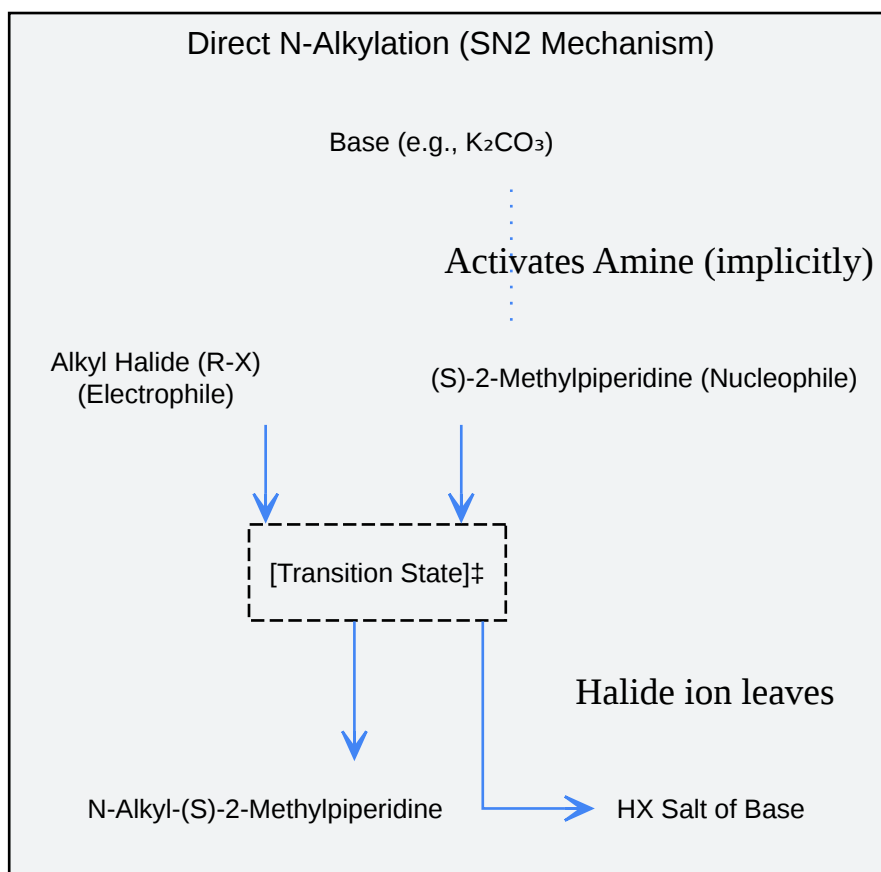 Direct N-Alkylation (SN2 Mechanism)
Base (e.g., K₂CO₃)
Activates Amine (implicitly)
Alkyl Halide (R-X)
(Electrophile)
(S)-2-Methylpiperidine (Nucleophile)
[Transition State]‡
Halide ion leaves
N-Alkyl-(S)-2-Methylpiperidine
HX Salt of Base